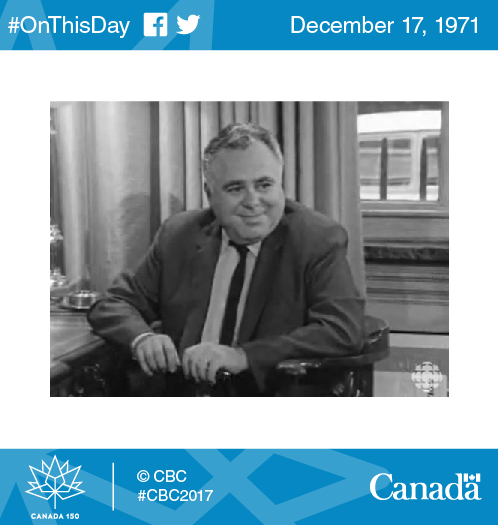 #OnThisDay
December 17, 1971
CANADA 150
© CBC
#CBC2017
Canada